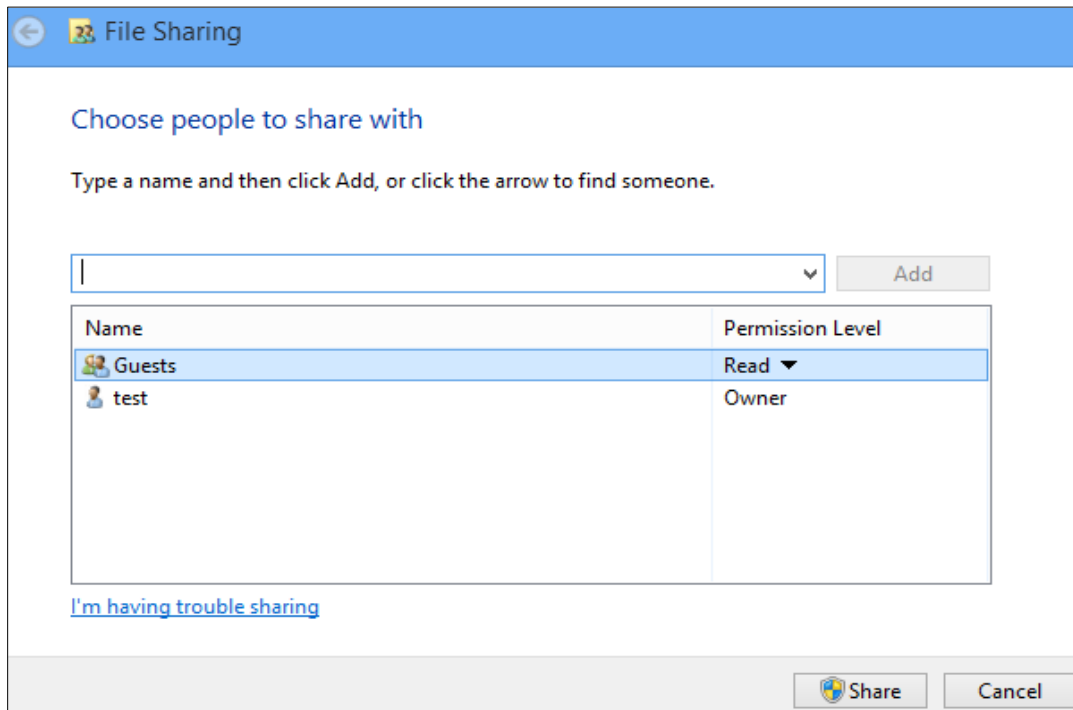 File Sharing
Choose people to share with
Type a name and then click Add, or click the arrow to find someone.
Add
Name Permission Level
Guests Read
test Owner
I'm having trouble sharing
Share Cancel